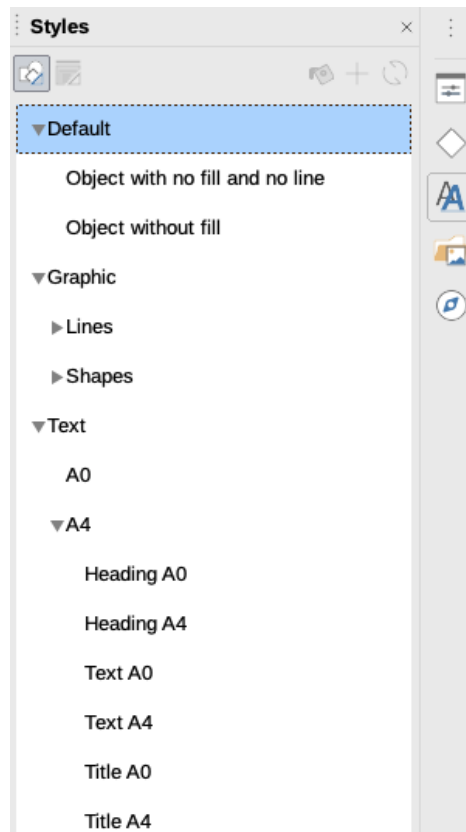 Styles
Default
Object with no fill and no line
Object without fill
Graphic
Lines
Shapes
Text
A0
A4
Heading A0
Heading A4
Text A0
Text A4
Title A0
Title A4